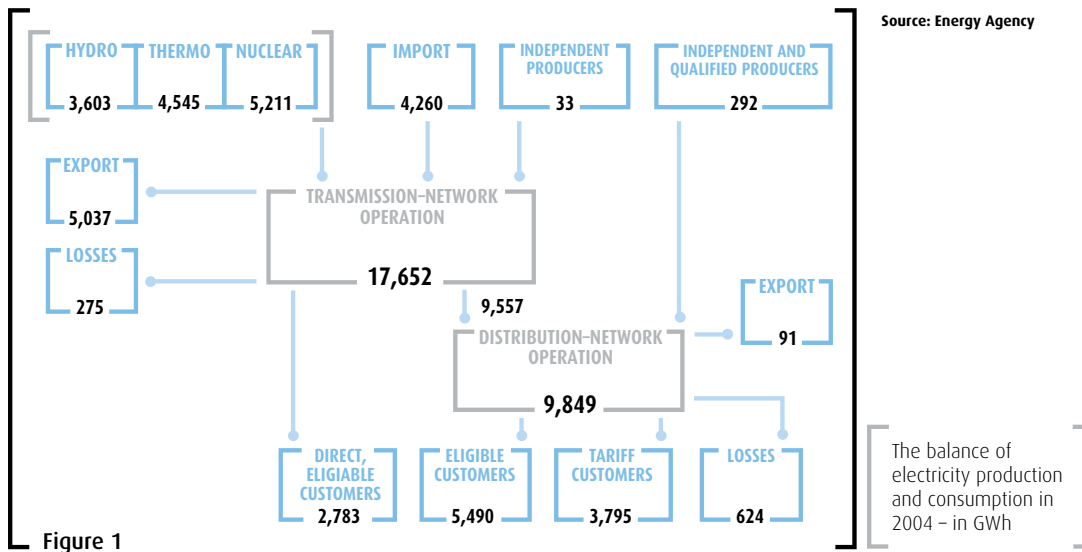 Source: Energy Agency
HYDRO
3,603
THERMO
4,545
NUCLEAR
5,211
IMPORT
4,260
INDEPENDENT
PRODUCERS
33
INDEPENDENT AND
QUALIFIED PRODUCERS
292
EXPORT
5,037
TRANSMISSION–NETWORK
OPERATION
17,652
LOSSES
275
9,557
EXPORT
91
DISTRIBUTION–NETWORK
OPERATION
9,849
DIRECT,
ELIGIABLE
CUSTOMERS
2,783
ELIGIBLE
CUSTOMERS
5,490
TARIFF
CUSTOMERS
3,795
LOSSES
624
The balance of
electricity production
and consumption in
2004 – in GWh
Figure 1